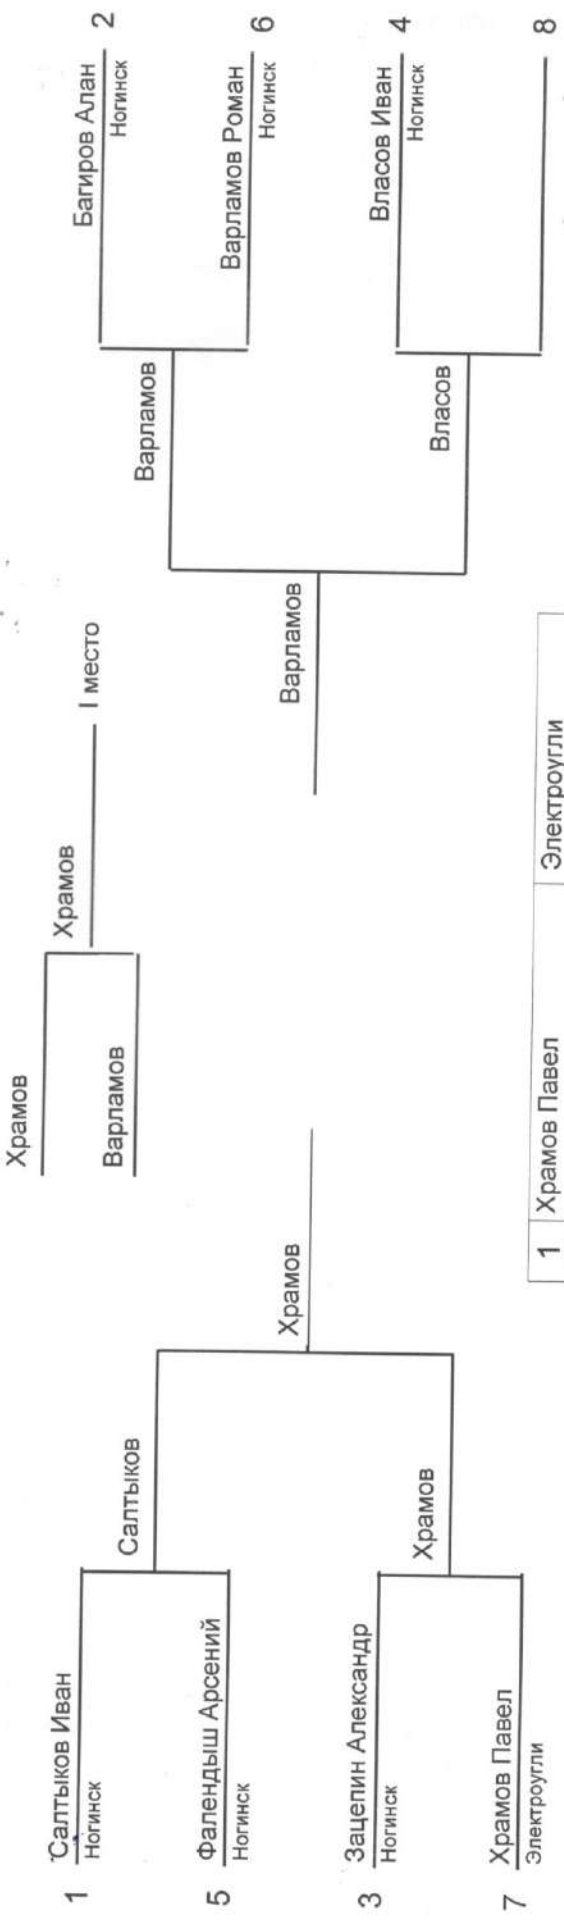 1 Салтыков Иван
Ногинск
5 Фалендыш Арсений
Ногинск
Салтыков
3 Зацепин Александр
Ногинск
7 Храмов Павел
Электроугли
Храмов
Храмов
Храмов
Варламов
Храмов
I место
Варламов
Варламов
Власов
Багиров Алан 2
Ногинск
Варламов Роман 6
Ногинск
Власов Иван 4
Ногинск
8
1 Храмов Павел Электроугли